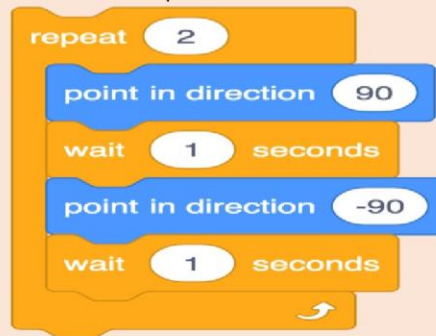 repeat 2
point in direction 90
wait 1 seconds
point in direction -90
wait 1 seconds